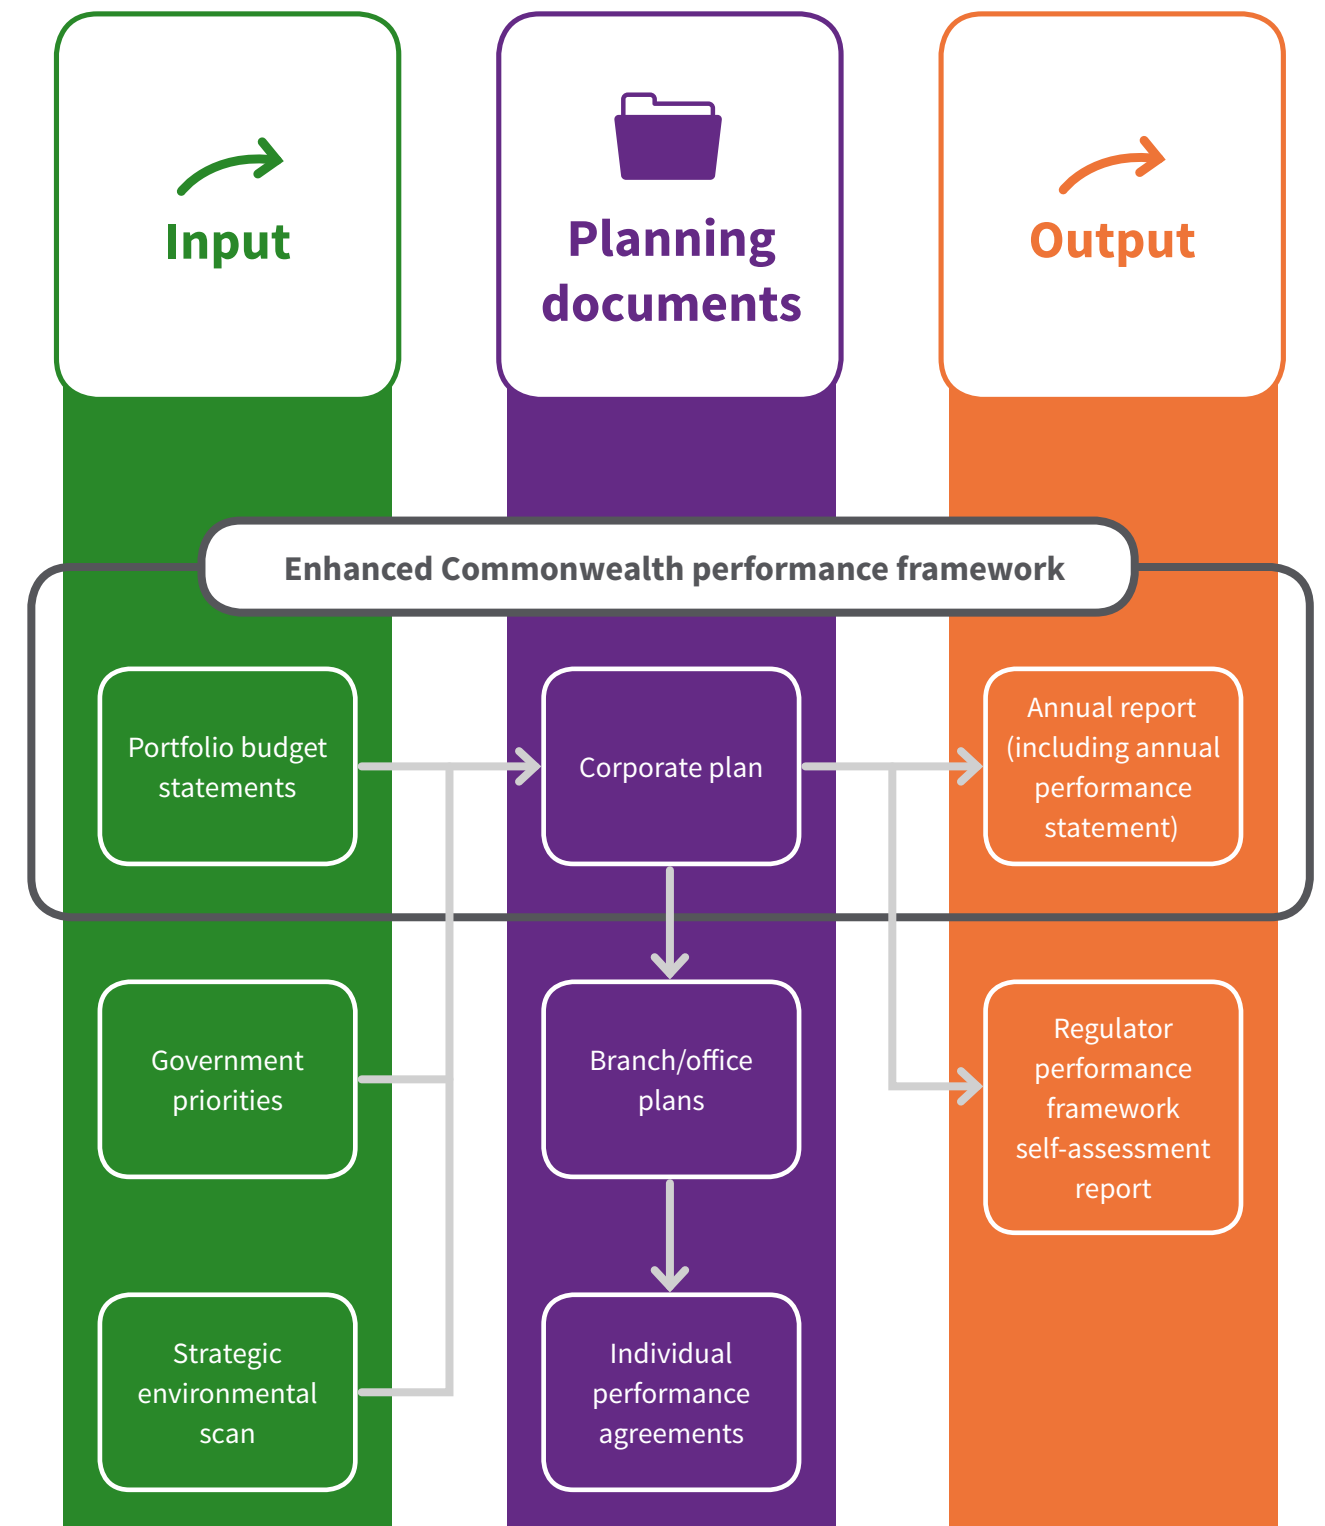 Input
Planning
documents
Output
Enhanced Commonwealth performance framework
Portfolio budget
statements
Corporate plan
Annual report
(including annual
performance
statement)
Government
priorities
Branch/office
plans
Regulator
performance
framework
self-assessment
report
Strategic
environmental
scan
Individual
performance
agreements